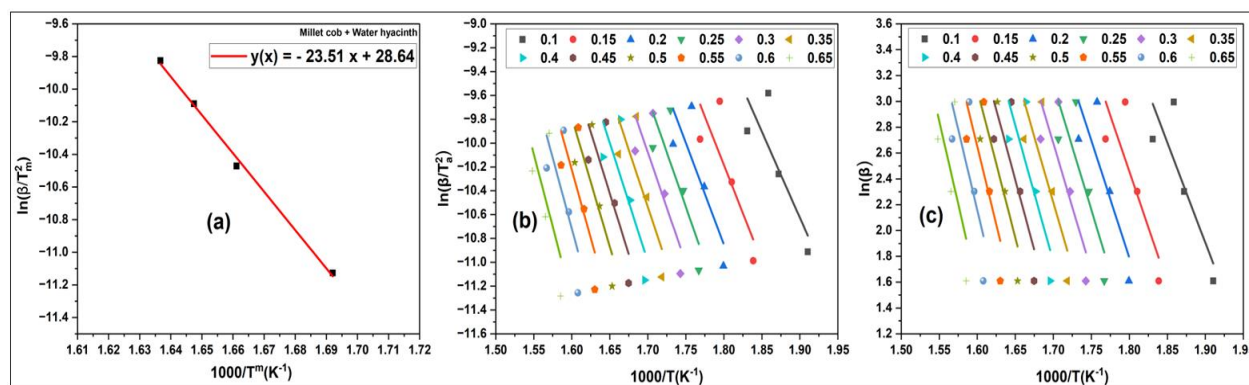 Millet cob + Water hyacinth
y(x) = - 23.51 x + 28.64
(a)
ln(β/T²m)
−9.6
−9.8
−10.0
−10.2
−10.4
−10.6
−10.8
−11.0
−11.2
−11.4
1.61 1.62 1.63 1.64 1.65 1.66 1.67 1.68 1.69 1.70 1.71 1.72
1000/Tᵐ(K⁻¹)
0.1 0.15 0.2 0.25 0.3 0.35
0.4 0.45 0.5 0.55 0.6 0.65
(b)
ln(β/T²a)
−9.0
−9.2
−9.4
−9.6
−9.8
−10.0
−10.2
−10.4
−10.6
−10.8
−11.0
−11.2
−11.4
−11.6
1.50 1.55 1.60 1.65 1.70 1.75 1.80 1.85 1.90 1.95
1000/T(K⁻¹)
0.1 0.15 0.2 0.25 0.3 0.35
0.4 0.45 0.5 0.55 0.6 0.65
(c)
ln(β)
3.6
3.4
3.2
3.0
2.8
2.6
2.4
2.2
2.0
1.8
1.6
1.4
1.2
1.50 1.55 1.60 1.65 1.70 1.75 1.80 1.85 1.90 1.9
1000/T(K⁻¹)